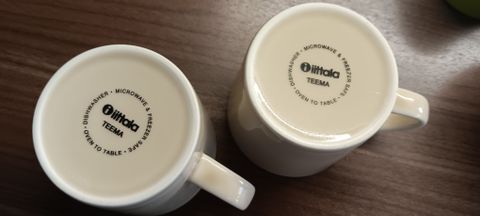 DISHWASHER • MICROWAVE & FREEZER SAFE • OVEN TO TABLE •
iittala
TEEMA
DISHWASHER • MICROWAVE & FREEZER SAFE • OVEN TO TABLE •
iittala
TEEMA